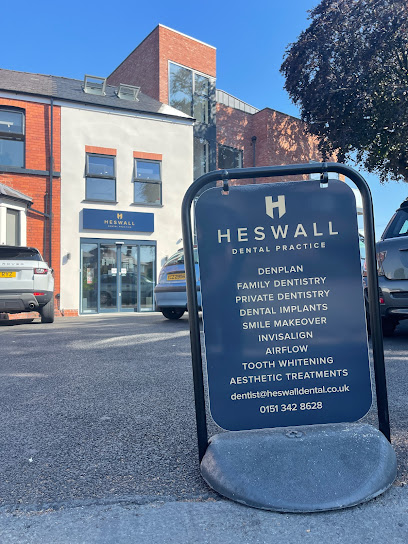 HESWALL
H
HESWALL
DENTAL PRACTICE
DENPLAN
FAMILY DENTISTRY
PRIVATE DENTISTRY
DENTAL IMPLANTS
SMILE MAKEOVER
INVISALIGN
AIRFLOW
TOOTH WHITENING
AESTHETIC TREATMENTS
dentist@heswalldental.co.uk
0151 342 8628